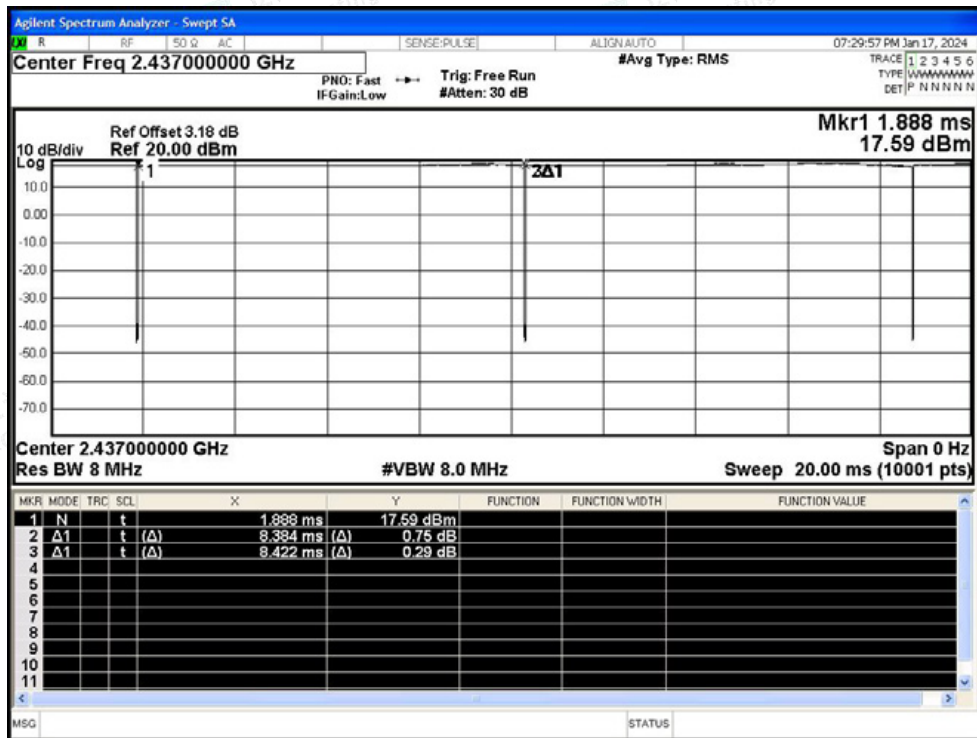 Agilent Spectrum Analyzer - Swept SA
LXI R RF 50 Ω AC SENSE:PULSE ALIGNAUTO 07:29:57 PM Jan 17, 2024
Center Freq 2.437000000 GHz
PNO: Fast
IFGain:Low
Trig: Free Run
#Atten: 30 dB
#Avg Type: RMS
TRACE 1 2 3 4 5 6
TYPE WWWWWW
DET P N N N N N
Mkr1 1.888 ms
17.59 dBm
Ref Offset 3.18 dB
10 dB/div Ref 20.00 dBm
Log
1 2Δ1
10.0
0.00
-10.0
-20.0
-30.0
-40.0
-50.0
-60.0
-70.0
Center 2.437000000 GHz Span 0 Hz
Res BW 8 MHz #VBW 8.0 MHz Sweep 20.00 ms (10001 pts)
MKR MODE TRC SCL X Y FUNCTION FUNCTION WIDTH FUNCTION VALUE
1 N t 1.888 ms 17.59 dBm
2 Δ1 t (Δ) 8.384 ms (Δ) 0.75 dB
3 Δ1 t (Δ) 8.422 ms (Δ) 0.29 dB
4
5
6
7
8
9
10
11
MSG STATUS